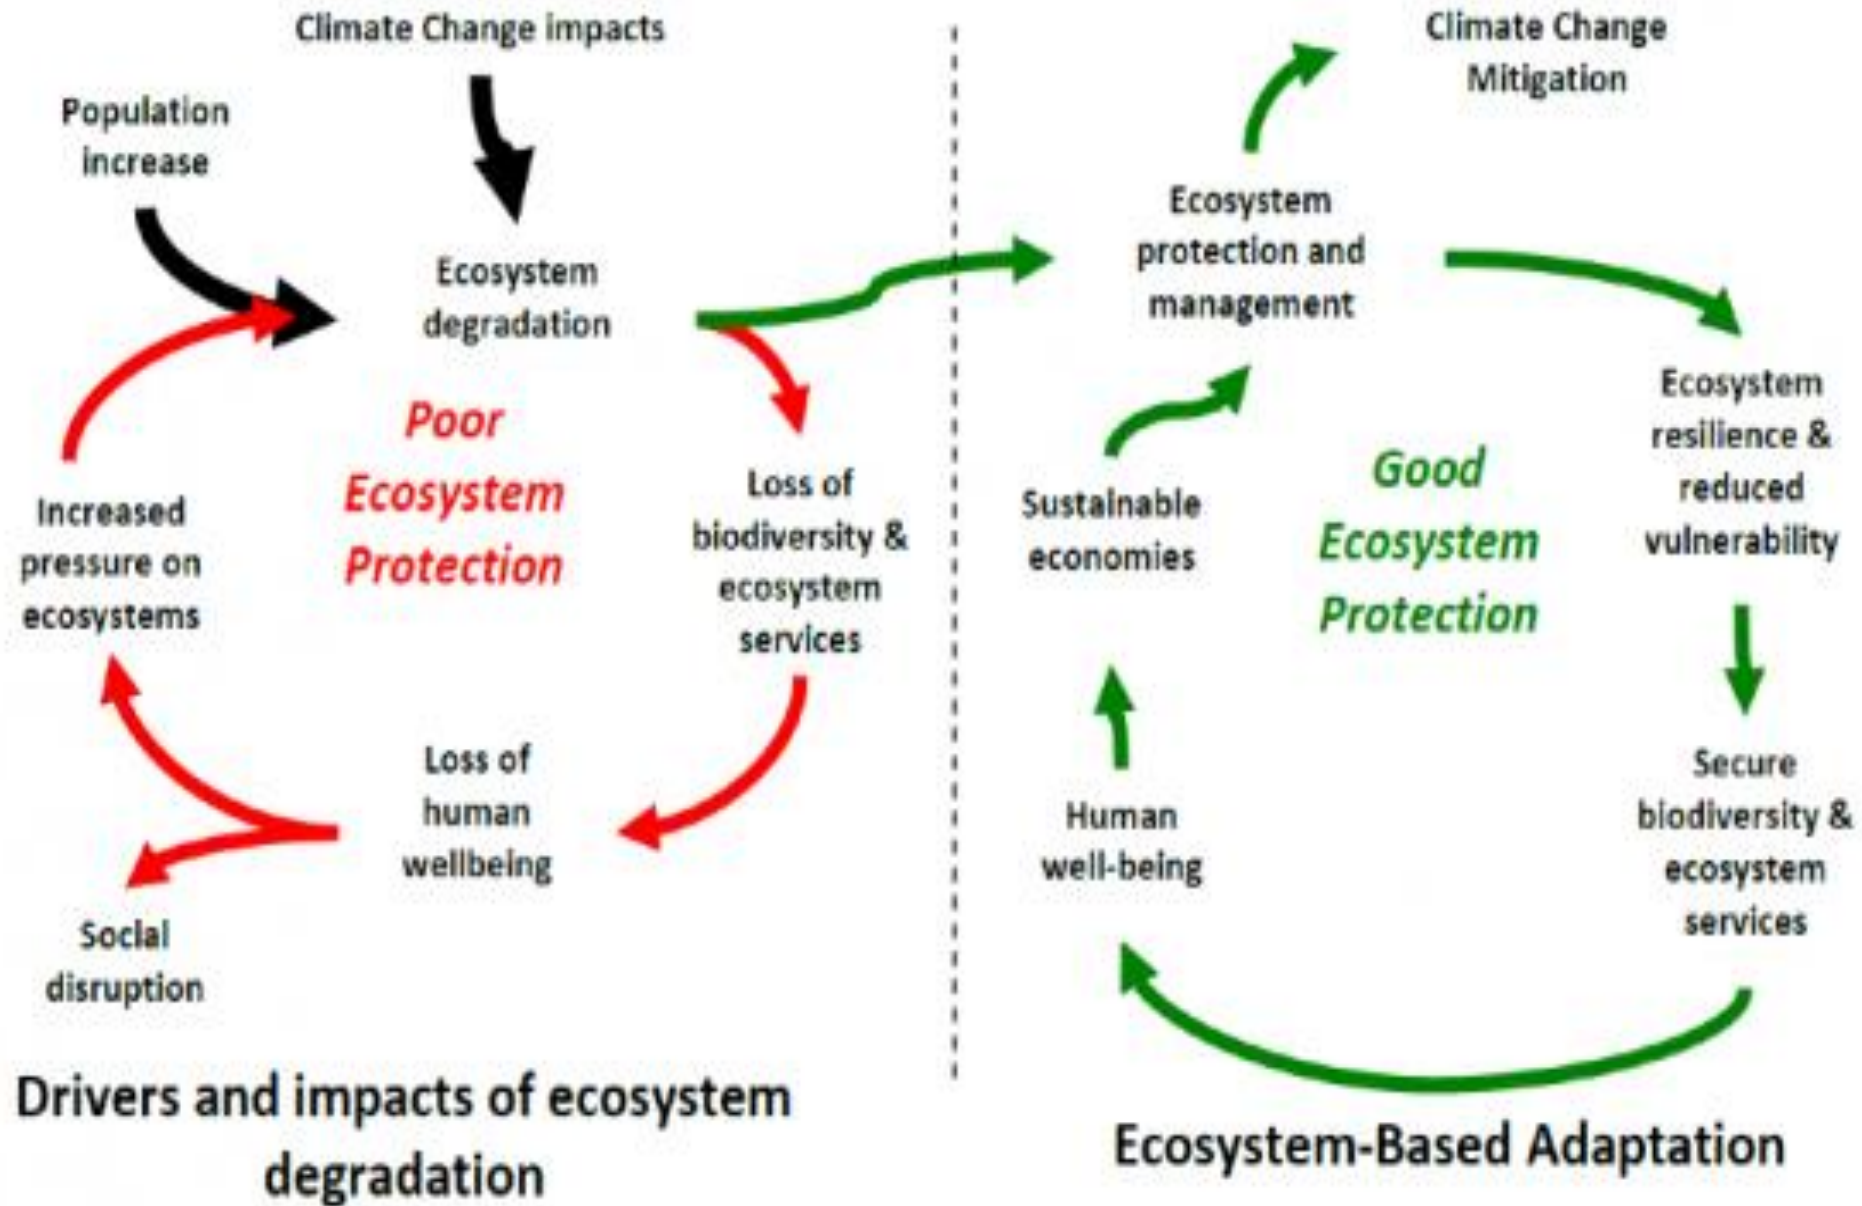 Climate Change impacts
Population
increase
Ecosystem
degradation
Poor
Ecosystem
Protection
Increased
pressure on
ecosystems
Loss of
biodiversity &
ecosystem
services
Loss of
human
wellbeing
Social
disruption
Drivers and impacts of ecosystem
degradation
Climate Change
Mitigation
Ecosystem
protection and
management
Ecosystem
resilience &
reduced
vulnerability
Sustainable
economies
Good
Ecosystem
Protection
Secure
biodiversity &
ecosystem
services
Human
well-being
Ecosystem-Based Adaptation